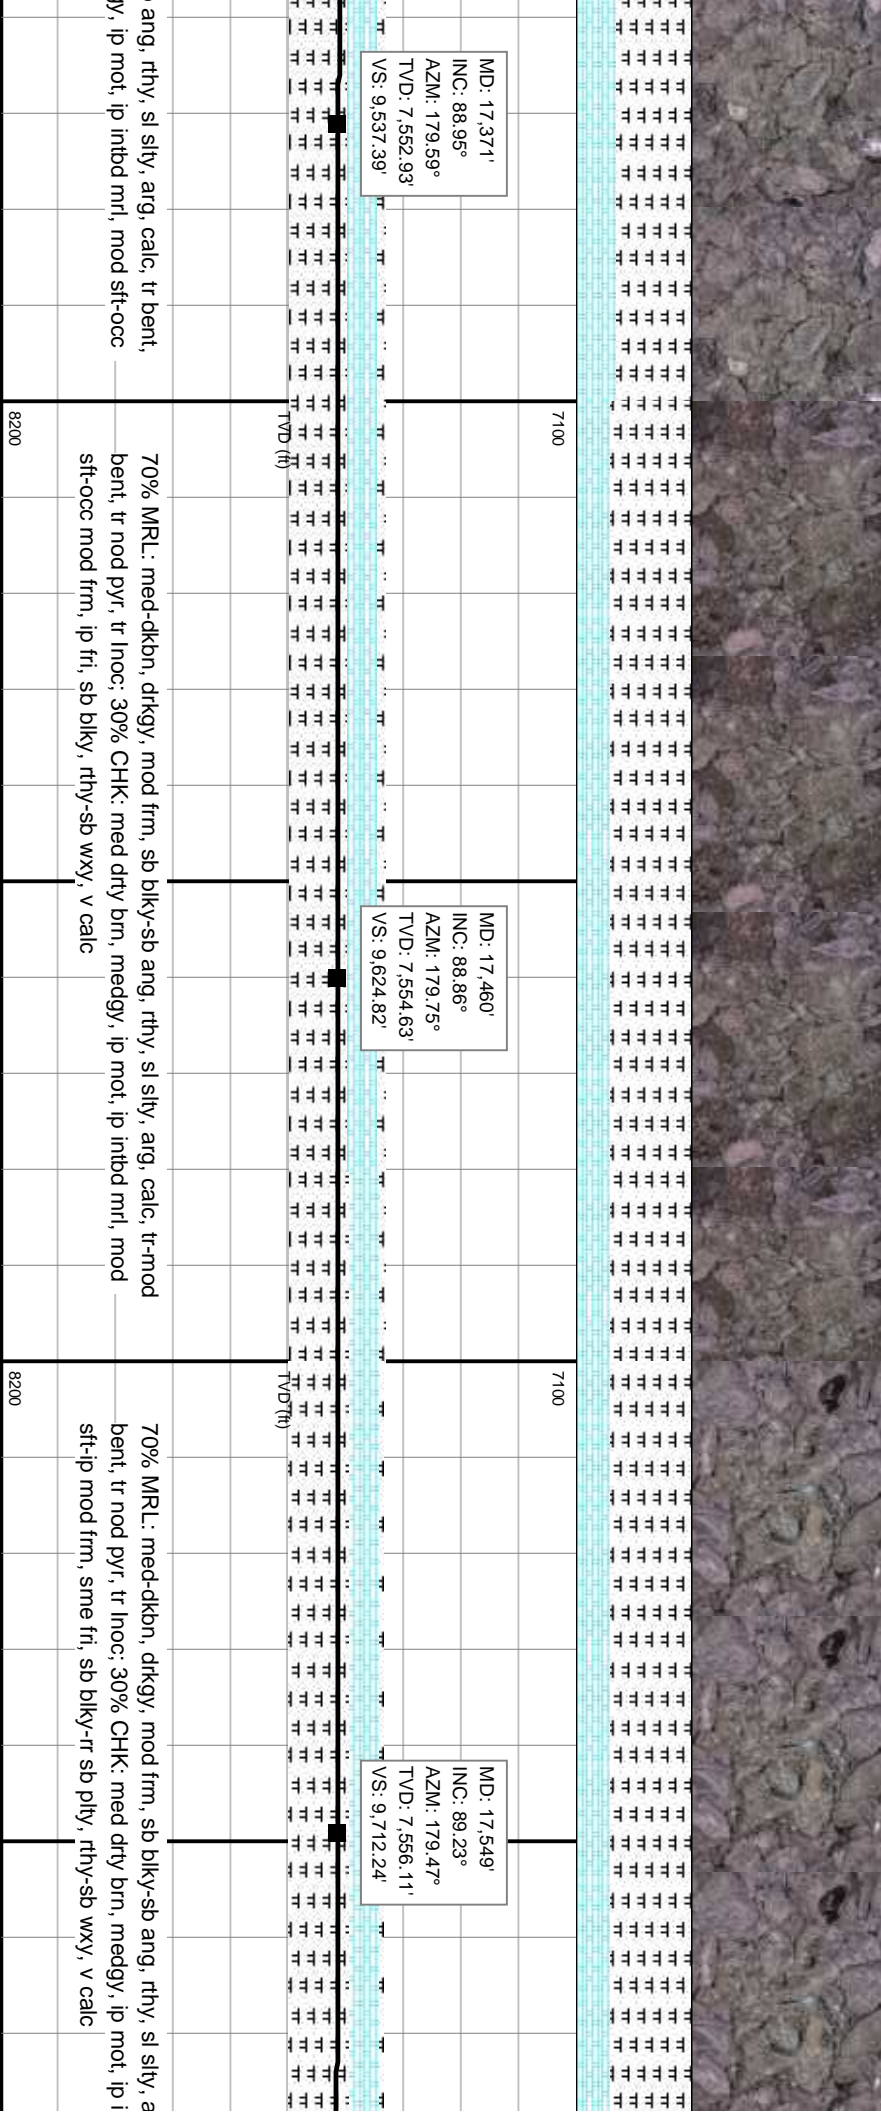 MD: 17,371'
INC: 88.95°
AZM: 179.59°
TVD: 7,552.93'
VS: 9,537.39'
ang, rthy, sl slty, arg, calc, tr bent,
ip mot, ip intbd mrl, mod sft-occ
7100
TVD (ft)
8200
70% MRL: med-dkbn, drkgy, mod frm, sb blky-sb ang, rthy, sl slty, arg, calc, tr-mod
bent, tr nod pyr, tr Inoc; 30% CHK: med drty brn, medgy, ip mot, ip intbd mrl, mod
sft-occ mod frm, ip fri, sb blky, rthy-sb wxy, v calc
MD: 17,460'
INC: 88.86°
AZM: 179.75°
TVD: 7,554.63'
VS: 9,624.82'
7100
TVD (ft)
8200
70% MRL: med-dkbn, drkgy, mod frm, sb blky-sb ang, rthy, sl slty,
bent, tr nod pyr, tr Inoc; 30% CHK: med drty brn, medgy, ip mot, ip
sft-ip mod frm, sme fri, sb blky-rr sb plty, rthy-sb wxy, v calc
MD: 17,549'
INC: 89.23°
AZM: 179.47°
TVD: 7,556.11'
VS: 9,712.24'